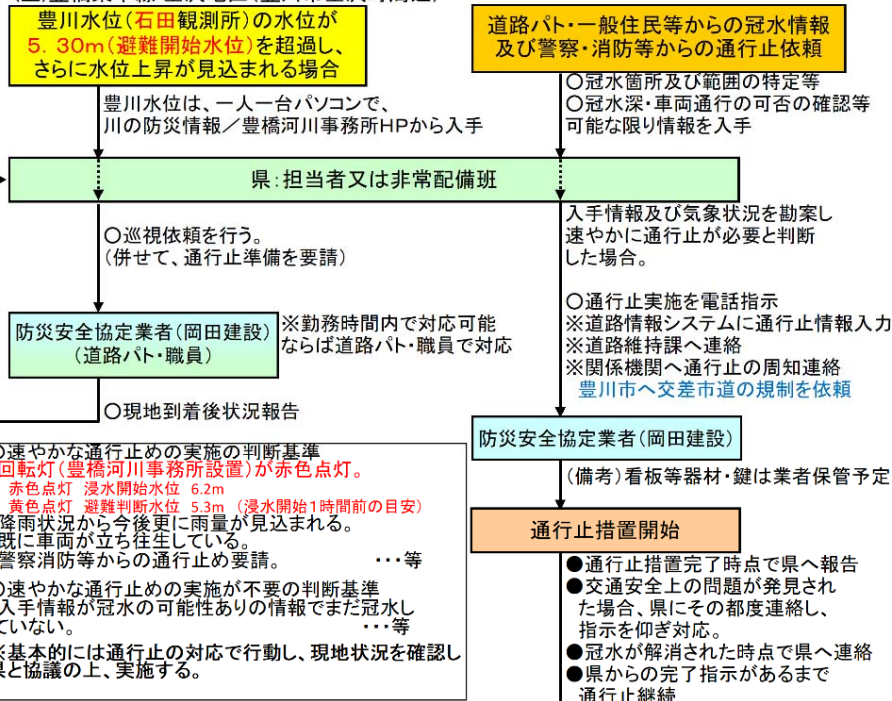 豊川水位(石田観測所)の水位が
5.30m(避難開始水位)を超過し、
さらに水位上昇が見込まれる場合
道路パト・一般住民等からの冠水情報
及び警察・消防等からの通行止依頼
豊川水位は、一人一台パソコンで、
川の防災情報/豊橋河川事務所HPから入手
○冠水箇所及び範囲の特定等
○冠水深・車両通行の可否の確認等
可能な限り情報を入手
県:担当者又は非常配備班
○巡視依頼を行う。
(併せて、通行止準備を要請)
入手情報及び気象状況を勘案し
速やかに通行止が必要と判断
した場合。
防災安全協定業者(岡田建設)
(道路パト・職員)
※勤務時間内で対応可能
ならば道路パト・職員で対応
○通行止実施を電話指示
※道路情報システムに通行止情報入力
※道路維持課へ連絡
※関係機関へ通行止の周知連絡
豊川市へ交差市道の規制を依頼
○現地到着後状況報告
防災安全協定業者(岡田建設)
(備考)看板等器材・鍵は業者保管予定
通行止措置開始
●通行止措置完了時点で県へ報告
●交通安全上の問題が発見され
た場合、県にその都度連絡し、
指示を仰ぎ対応。
●冠水が解消された時点で県へ連絡
●県からの完了指示があるまで
通行止継続
○速やかな通行止めの実施の判断基準
回転灯(豊橋河川事務所設置)が赤色点灯。
赤色点灯 浸水開始水位 6.2m
黄色点灯 避難判断水位 5.3m (浸水開始1時間前の目安)
降雨状況から今後更に雨量が見込まれる。
既に車両が立ち往生している。
警察消防等からの通行止め要請。 ・・・等
○速やかな通行止めの実施が不要の判断基準
入手情報が冠水の可能性ありの情報でまだ冠水し
ていない。 ・・・等
※基本的には通行止の対応で行動し、現地状況を確認し
県と協議の上、実施する。